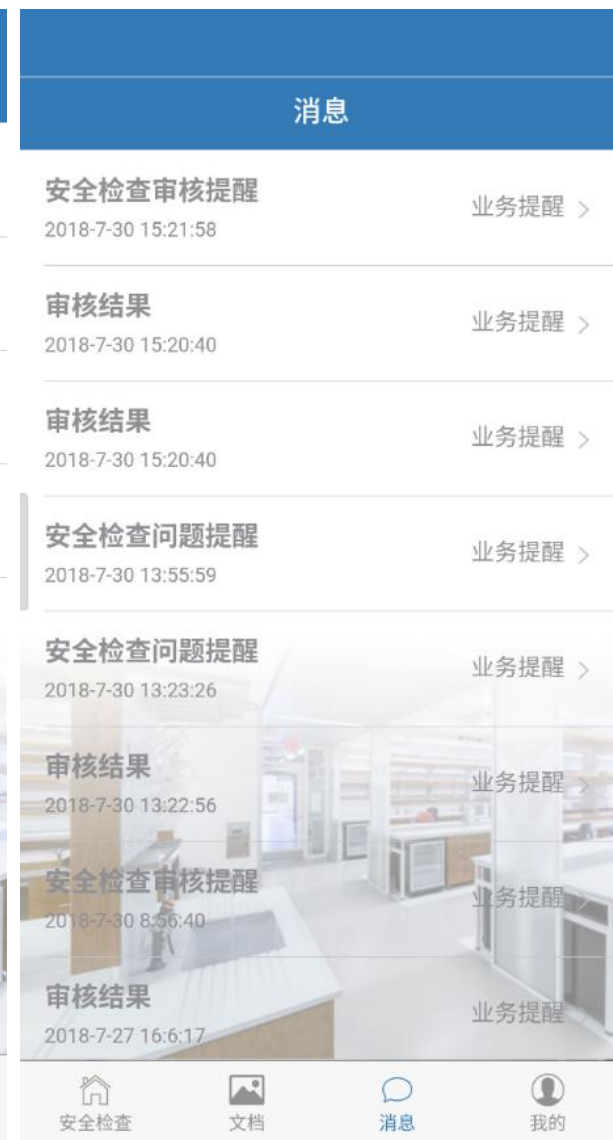 消息
安全检查审核提醒
业务提醒
2018-7-30 15:21:58
审核结果
业务提醒
2018-7-30 15:20:40
审核结果
业务提醒
2018-7-30 15:20:40
安全检查问题提醒
业务提醒
2018-7-30 13:55:59
安全检查问题提醒
业务提醒
2018-7-30 13:23:26
审核结果
业务提醒
2018-7-30 13:22:56
安全检查审核提醒
业务提醒
2018-7-30 8:56:40
审核结果
业务提醒
2018-7-27 16:6:17
安全检查
文档
消息
我的